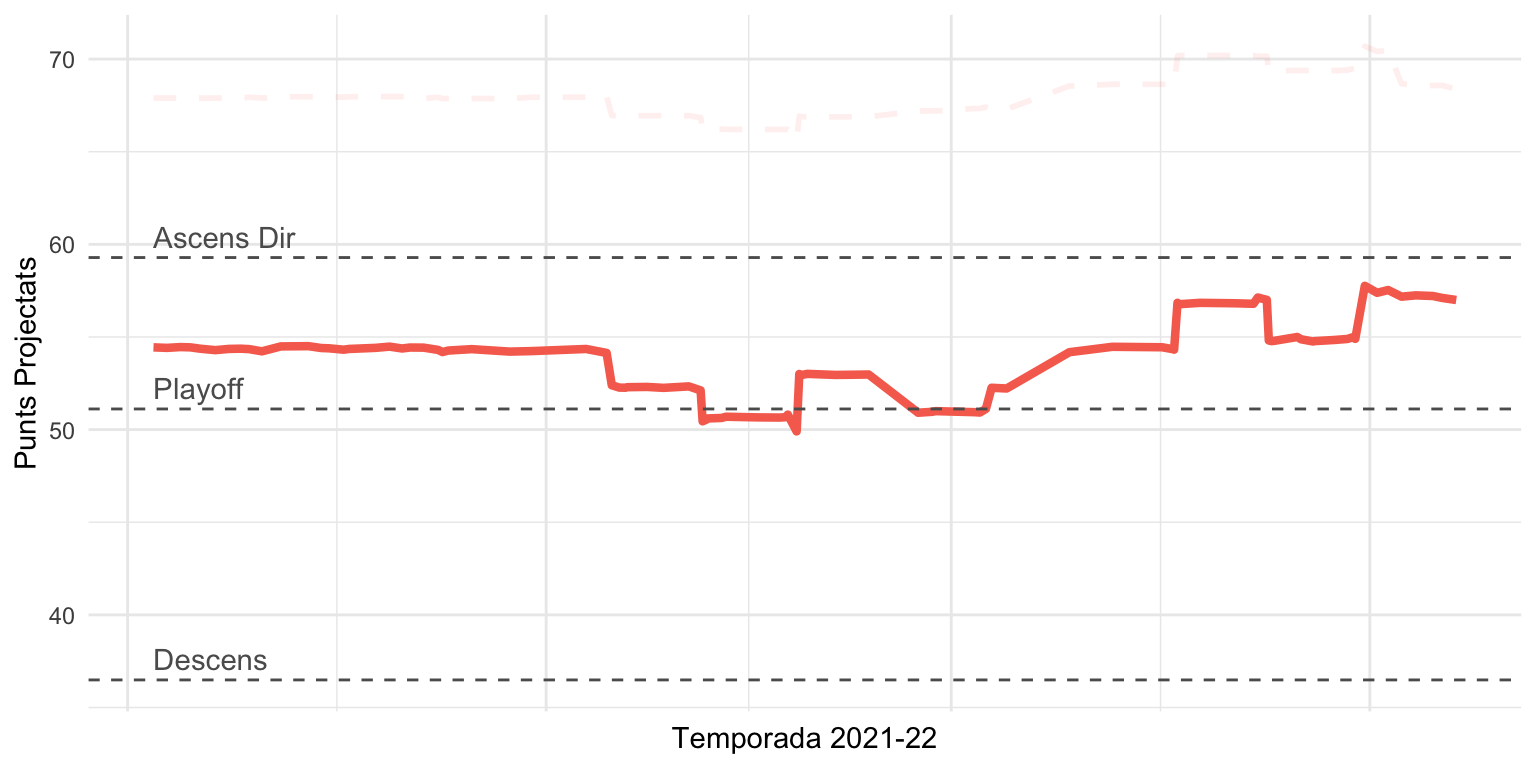 70
60
50
40
Punts Projectats
Ascens Dir
Playoff
Descens
Temporada 2021-22